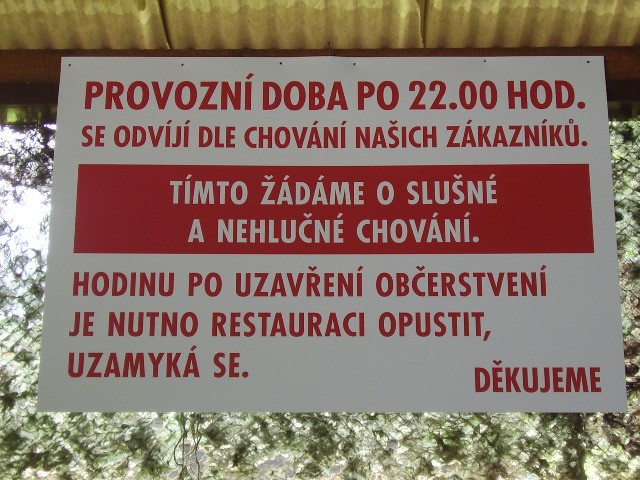 PROVOZNÍ DOBA PO 22.00 HOD.
SE ODVÍJÍ DLE CHOVÁNÍ NAŠICH ZÁKAZNÍKŮ.
TÍMTO ŽÁDÁME O SLUŠNÉ
A NEHLUČNÉ CHOVÁNÍ.
HODINU PO UZAVŘENÍ OBČERSTVENÍ
JE NUTNO RESTAURACI OPUSTIT,
UZAMYKÁ SE.
DĚKUJEME